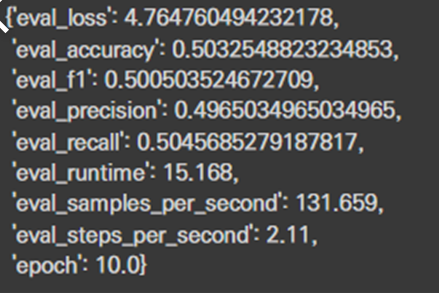 {'eval_loss': 4.764760494232178,
'eval_accuracy': 0.5032548823234853,
'eval_f1': 0.500503524672709,
'eval_precision': 0.4965034965034965,
'eval_recall': 0.5045685279187817,
'eval_runtime': 15.168,
'eval_samples_per_second': 131.659,
'eval_steps_per_second': 2.11,
'epoch': 10.0}